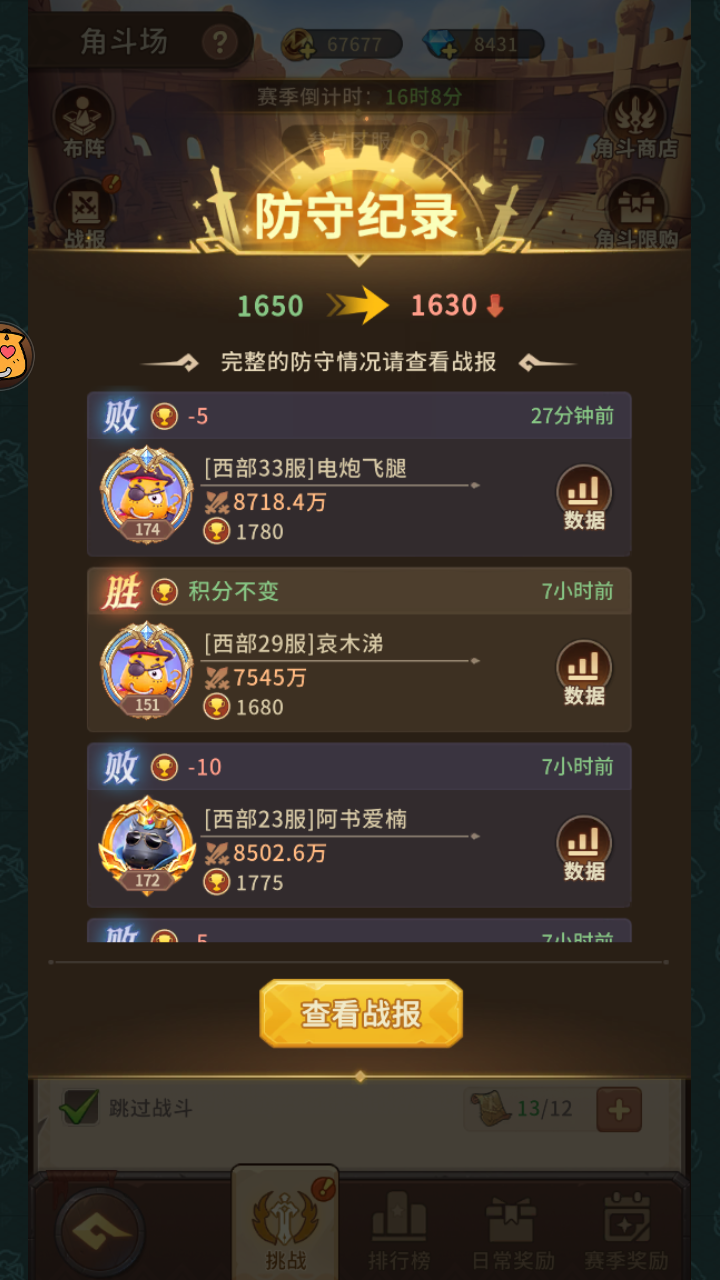 角斗场
?
67677
8431
赛季倒计时：16时8分
布阵
角斗商店
战报
角斗限购
防守纪录
1650
1630
完整的防守情况请查看战报
败
-5
27分钟前
[西部33服]电炮飞腿
8718.4万
174
1780
数据
胜
积分不变
7小时前
[西部29服]哀木涕
7545万
151
1680
数据
败
-10
7小时前
[西部23服]阿书爱楠
8502.6万
172
1775
数据
败
-5
7小时前
查看战报
跳过战斗
13/12
挑战
排行榜
日常奖励
赛季奖励